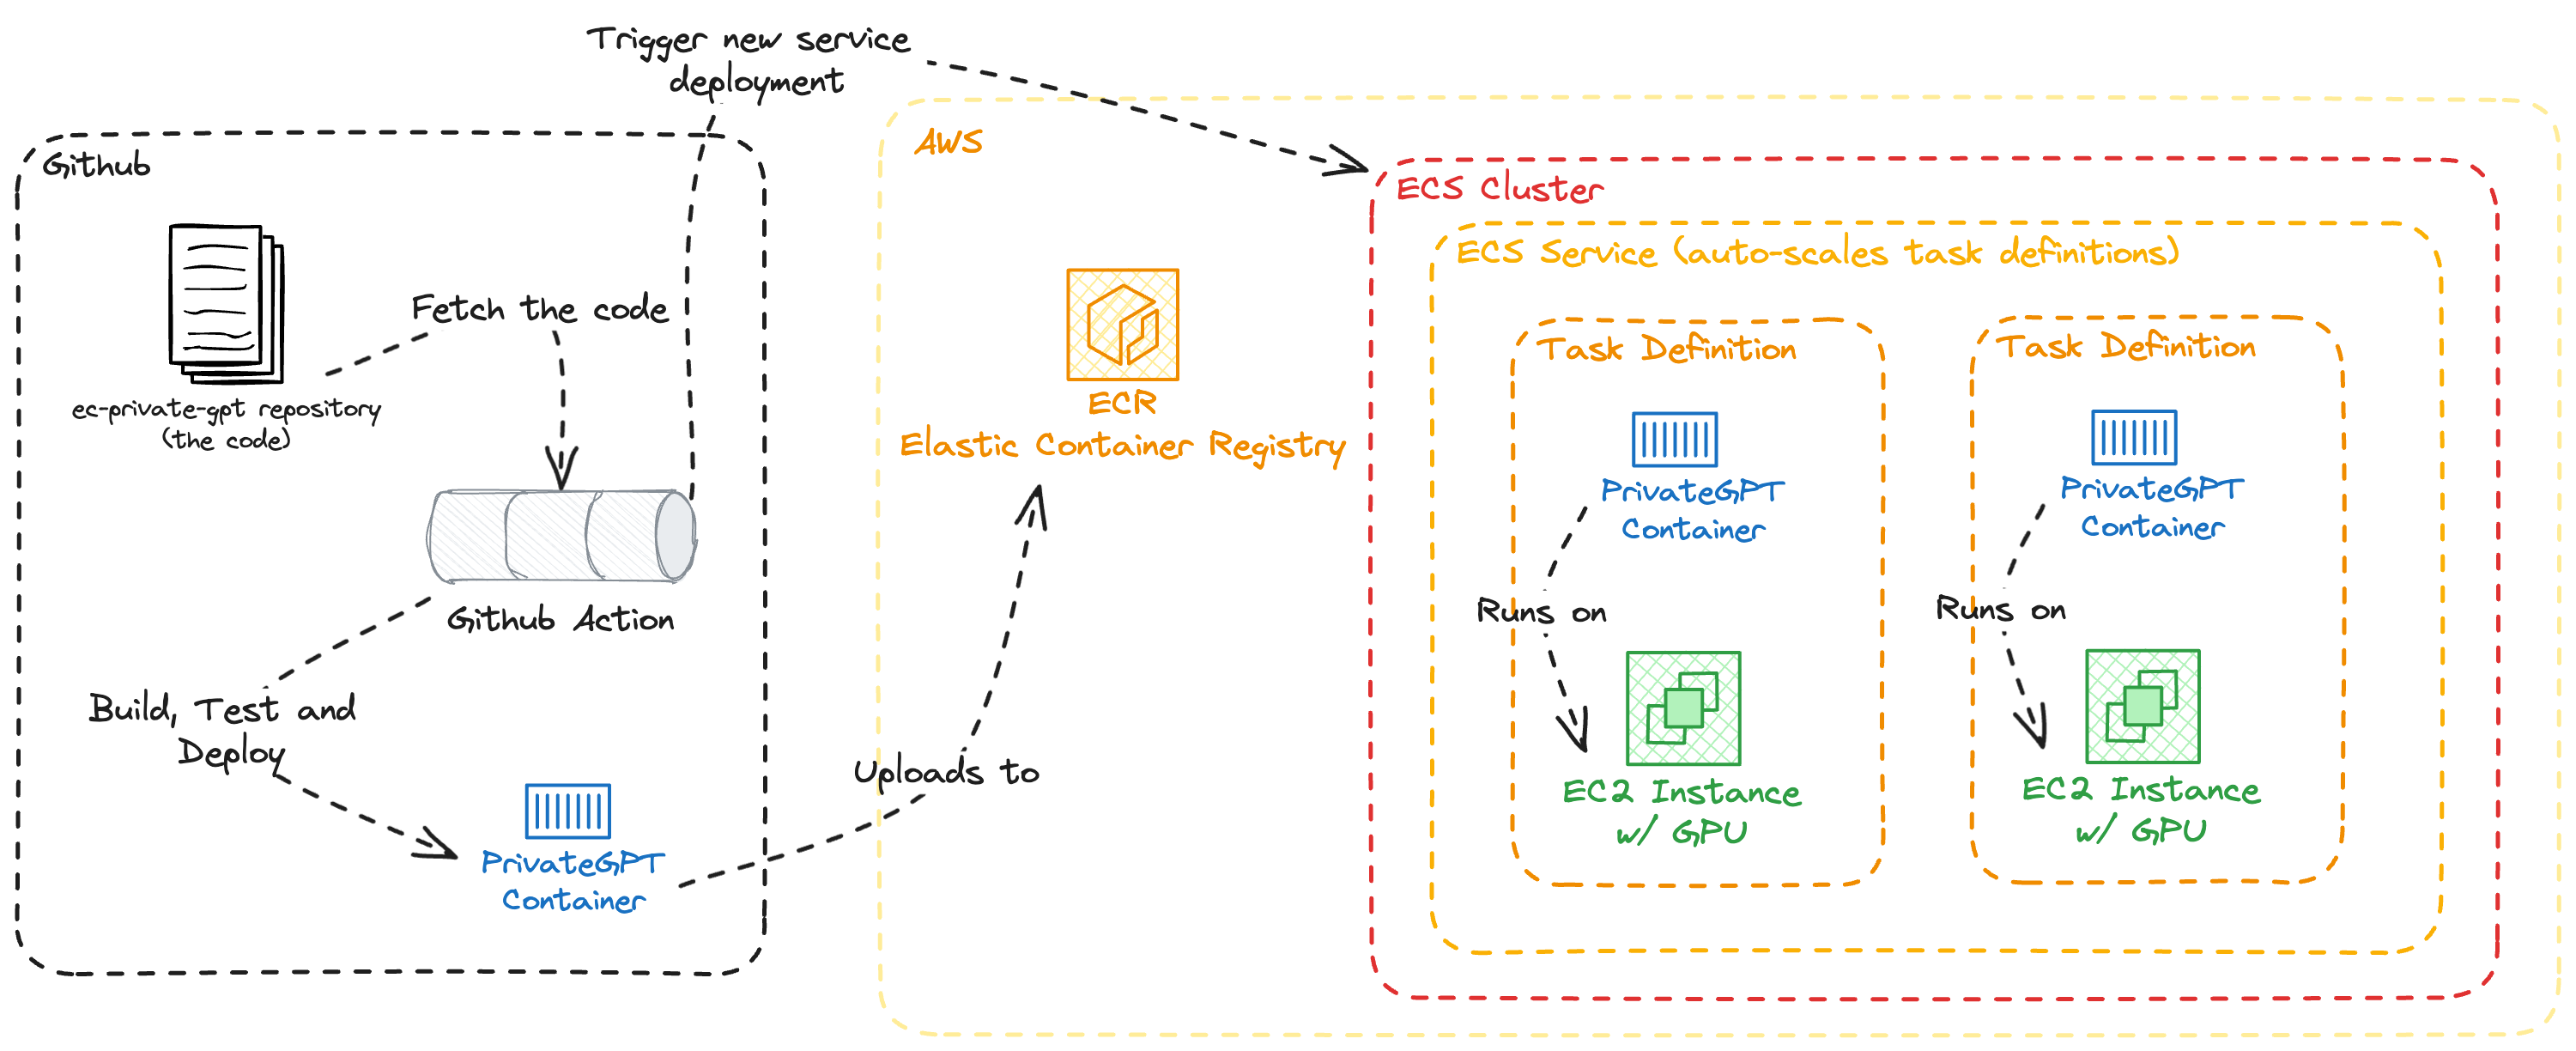 Trigger new service
deployment
Github
ec-private-gpt repository
(the code)
Fetch the code
Github Action
Build, Test and
Deploy
PrivateGPT
Container
Uploads to
AWS
ECR
Elastic Container Registry
ECS Cluster
ECS Service (auto-scales task definitions)
Task Definition
PrivateGPT
Container
Runs on
EC2 Instance
w/ GPU
Task Definition
PrivateGPT
Container
Runs on
EC2 Instance
w/ GPU